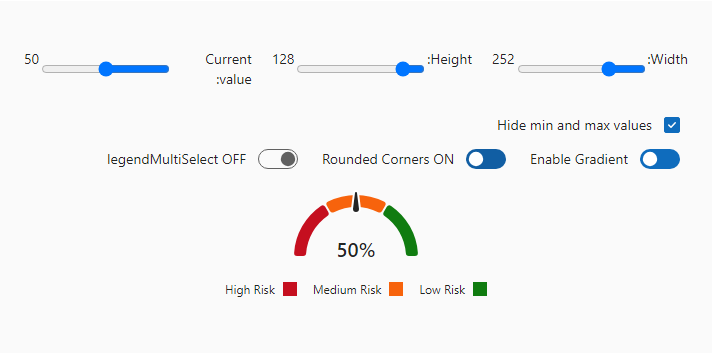 Width:
252
Height:
128
Current
value:
50
Hide min and max values
Enable Gradient
Rounded Corners ON
legendMultiSelect OFF
50%
Low Risk
Medium Risk
High Risk